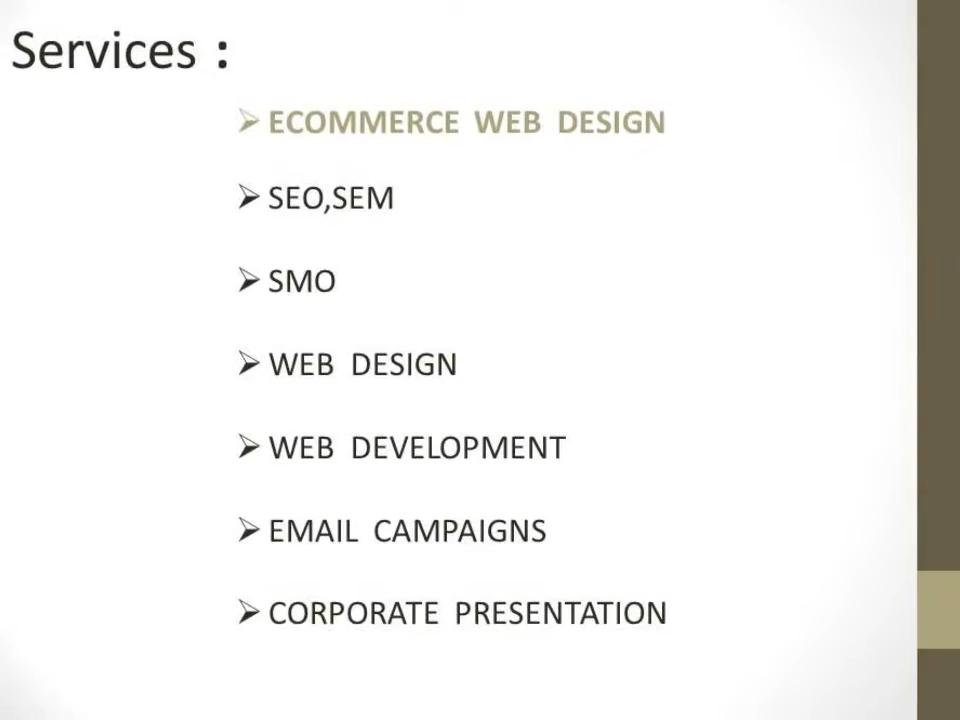 Services :
➢ ECOMMERCE WEB DESIGN
➢ SEO,SEM
➢ SMO
➢ WEB DESIGN
➢ WEB DEVELOPMENT
➢ EMAIL CAMPAIGNS
➢ CORPORATE PRESENTATION